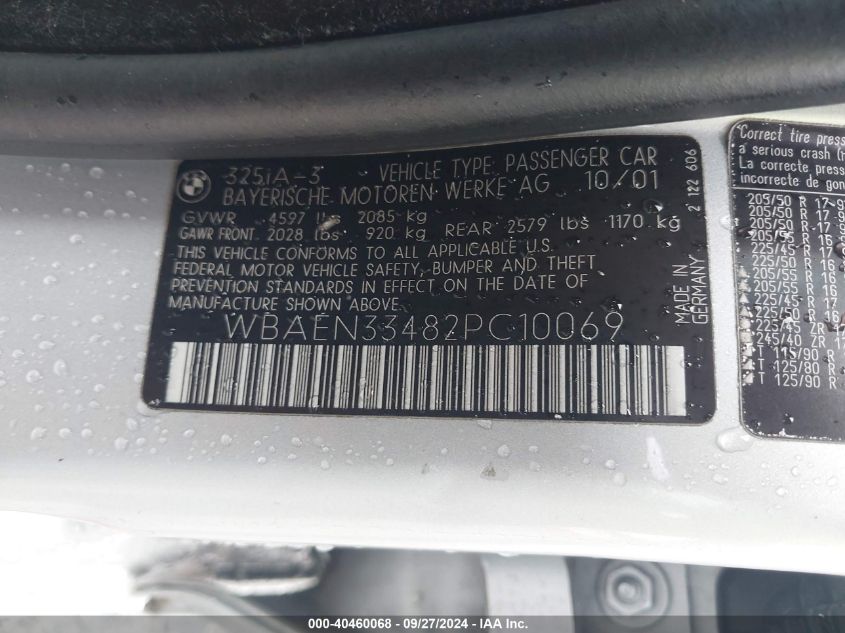 325iA-3 VEHICLE TYPE PASSENGER CAR
BAYERISCHE MOTOREN WERKE AG 10/01
GVWR 4597 lbs 2085 kg
GAWR FRONT 2028 lbs 920 kg REAR 2579 lbs 1170 kg
THIS VEHICLE CONFORMS TO ALL APPLICABLE U.S.
FEDERAL MOTOR VEHICLE SAFETY, BUMPER AND THEFT
PREVENTION STANDARDS IN EFFECT ON THE DATE OF
MANUFACTURE SHOWN ABOVE.
WBAEN33482PC10069
MADE IN
GERMANY
2 122 606
Correct tire press
a serious crash
La correcte press
incorrecte de gon
205/50 R 17
205/50 R 17
205/50 R 17
205/55 R 16
225/45 R 17
225/50 R 16
205/55 R 16
205/55 R 16
225/45 R 17
225/50 R 16
225/45 ZR
245/40 ZR
T 115/90 R
T 125/80 R
T 125/90 R
000-40460068 - 09/27/2024 - IAA Inc.